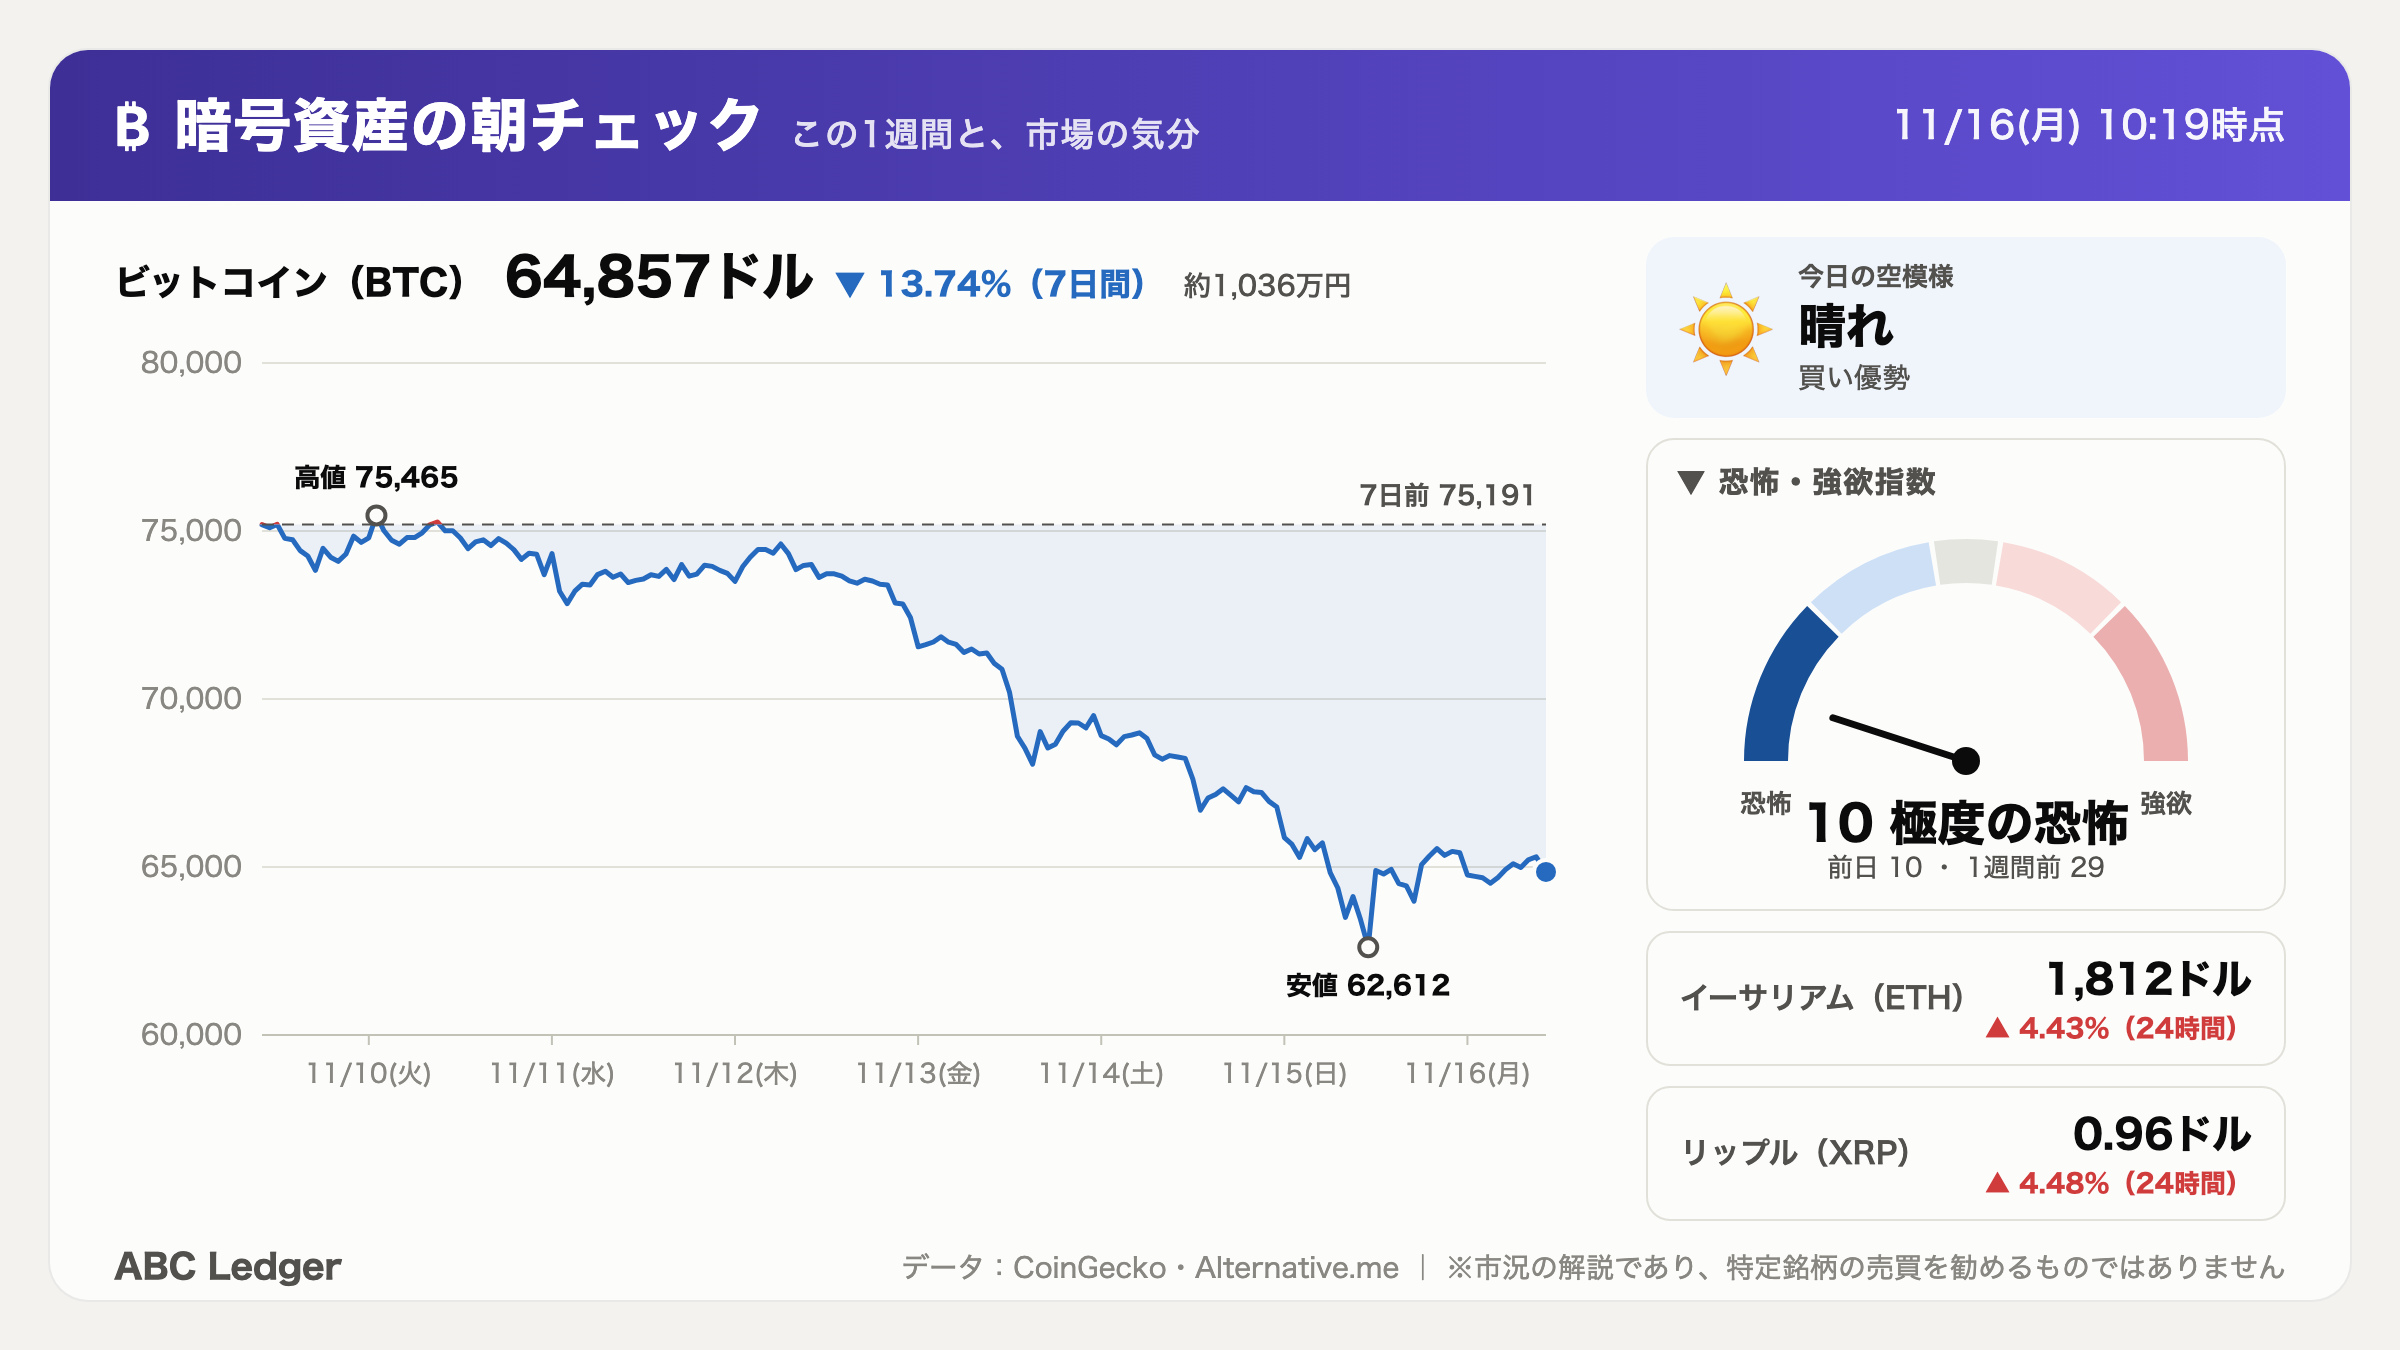 ฿ 暗号資産の朝チェック この1週間と、市場の気分
11/16(月) 10:19時点
ビットコイン（BTC） 64,857ドル ▼ 13.74%（7日間） 約1,036万円
80,000
75,000
70,000
65,000
60,000
高値 75,465
7日前 75,191
安値 62,612
11/10(火) 11/11(水) 11/12(木) 11/13(金) 11/14(土) 11/15(日) 11/16(月)
今日の空模様
晴れ
買い優勢
▼ 恐怖・強欲指数
恐怖 10 極度の恐怖 強欲
前日 10 ・ 1週間前 29
イーサリアム（ETH） 1,812ドル
▲ 4.43%（24時間）
リップル（XRP） 0.96ドル
▲ 4.48%（24時間）
ABC Ledger
データ：CoinGecko・Alternative.me ｜ ※市況の解説であり、特定銘柄の売買を勧めるものではありません